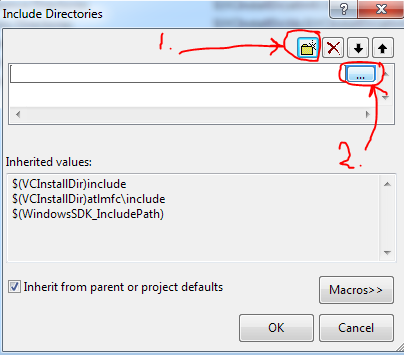 Include Directories
?
1.
...
2.
Inherited values:
$(VCInstallDir)include
$(VCInstallDir)atlmfc\include
$(WindowsSDK_IncludePath)
Inherit from parent or project defaults
Macros>>
OK
Cancel